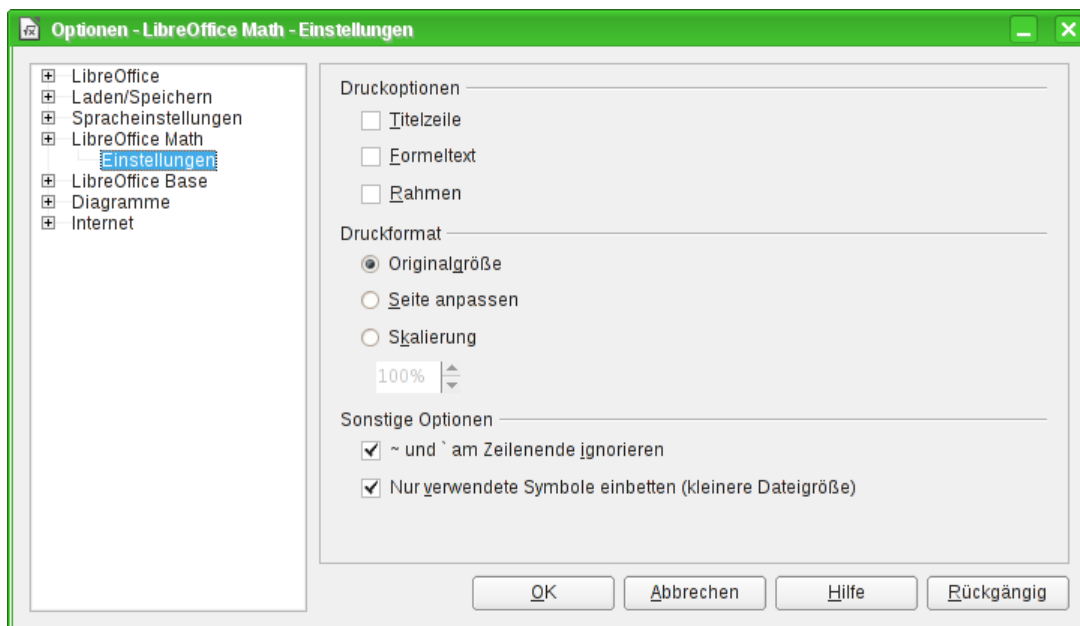 Optionen - LibreOffice Math - Einstellungen
LibreOffice
Laden/Speichern
Spracheinstellungen
LibreOffice Math
Einstellungen
LibreOffice Base
Diagramme
Internet
Druckoptionen
Titelzeile
Formeltext
Rahmen
Druckformat
Originalgröße
Seite anpassen
Skalierung
100%
Sonstige Optionen
~ und ` am Zeilenende ignorieren
Nur verwendete Symbole einbetten (kleinere Dateigröße)
OK Abbrechen Hilfe Rückgängig